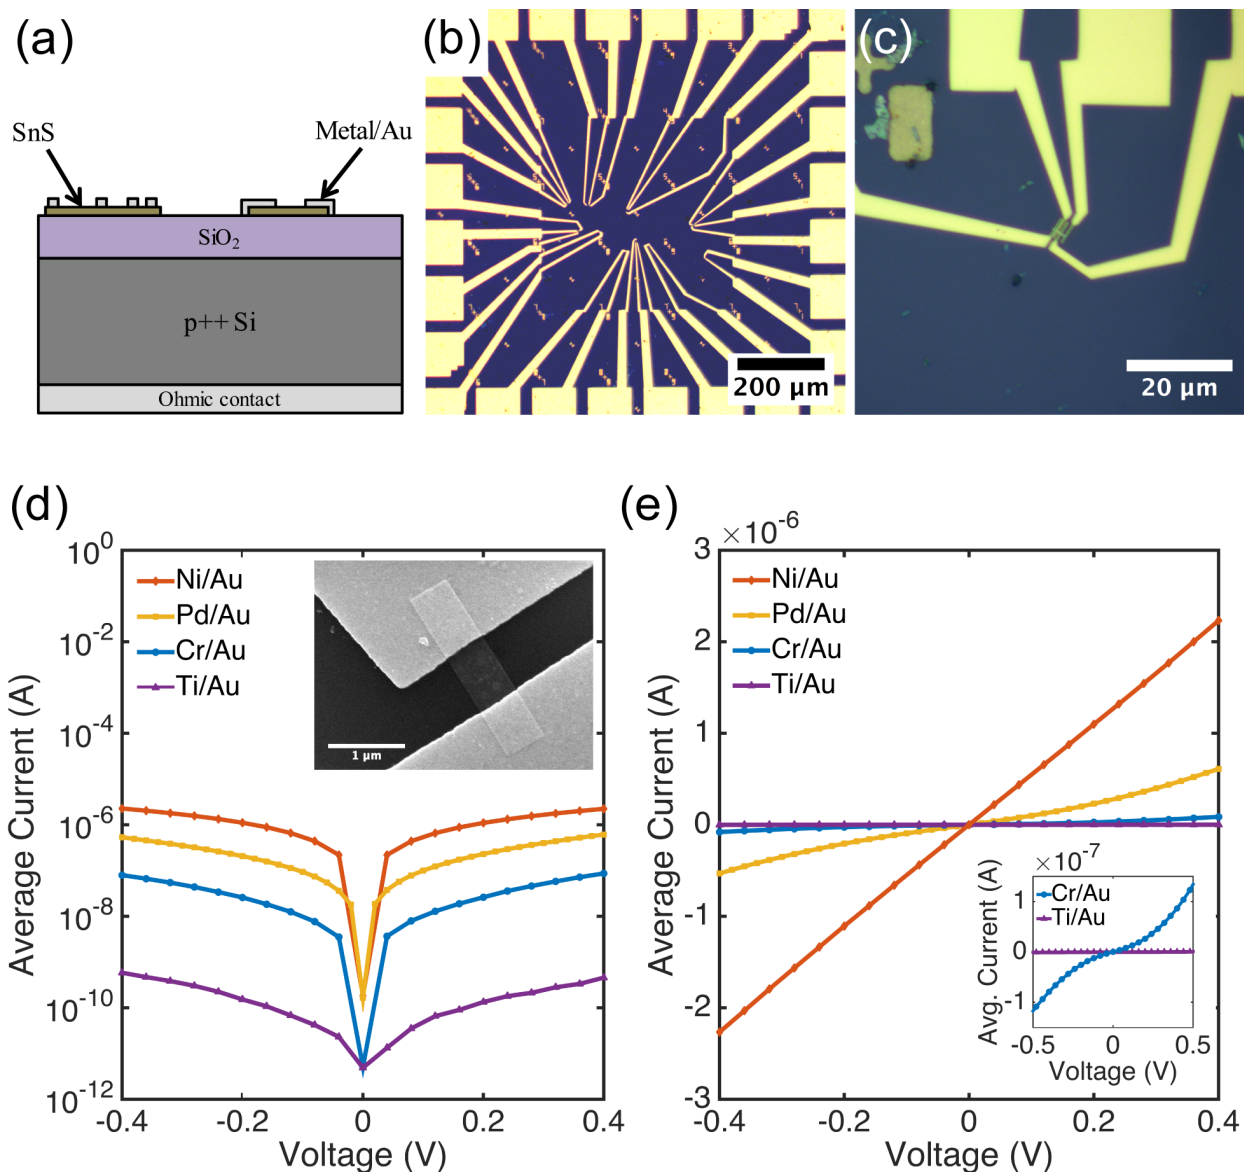 (a)
SnS
Metal/Au
SiO₂
p++ Si
Ohmic contact
(b)
200 µm
(c)
20 µm
(d)
10⁰
10⁻²
10⁻⁴
10⁻⁶
10⁻⁸
10⁻¹⁰
10⁻¹²
Average Current (A)
Ni/Au
Pd/Au
Cr/Au
Ti/Au
1 µm
-0.4
-0.2
0
0.2
0.4
Voltage (V)
(e)
×10⁻⁶
3
2
1
0
-1
-2
-3
Average Current (A)
Ni/Au
Pd/Au
Cr/Au
Ti/Au
×10⁻⁷
1
0
-1
Avg. Current (A)
Cr/Au
Ti/Au
-0.5
0
0.5
Voltage (V)
-0.4
-0.2
0
0.2
0.4
Voltage (V)